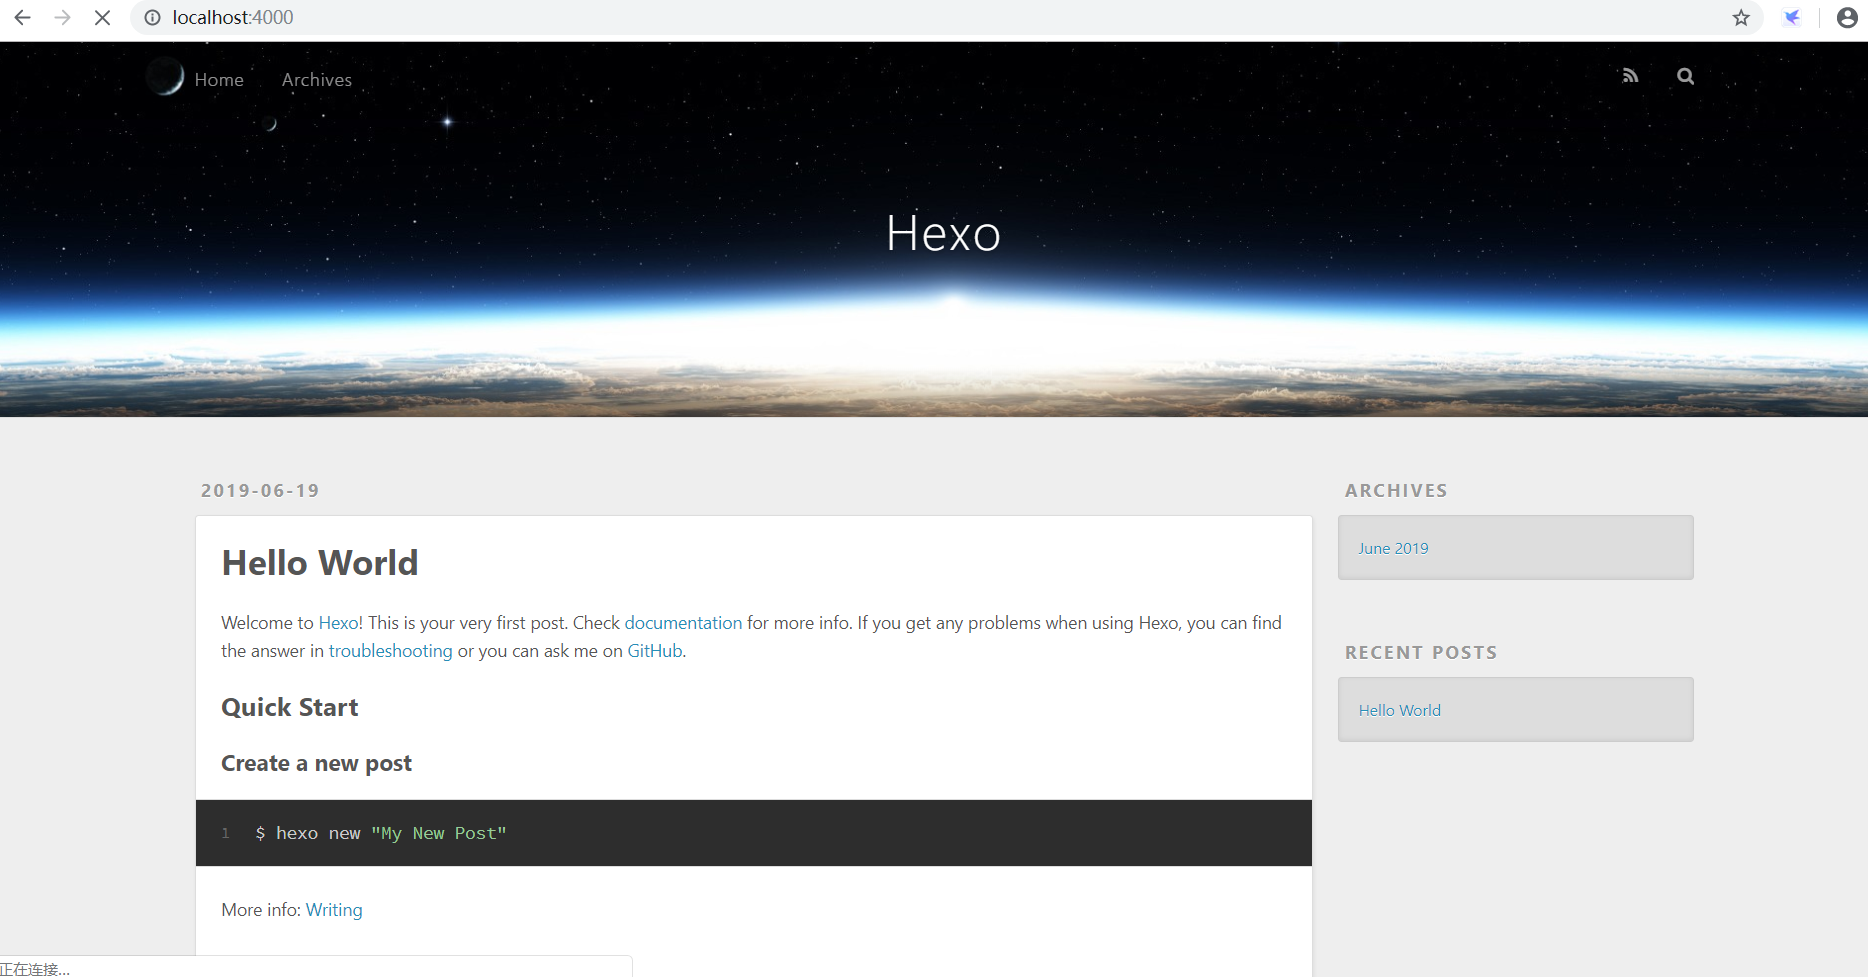 localhost:4000
Home Archives
Hexo
2019-06-19
Hello World
Welcome to Hexo! This is your very first post. Check documentation for more info. If you get any problems when using Hexo, you can find
the answer in troubleshooting or you can ask me on GitHub.
Quick Start
Create a new post
1 $ hexo new "My New Post"
More info: Writing
ARCHIVES
June 2019
RECENT POSTS
Hello World
正在连接...